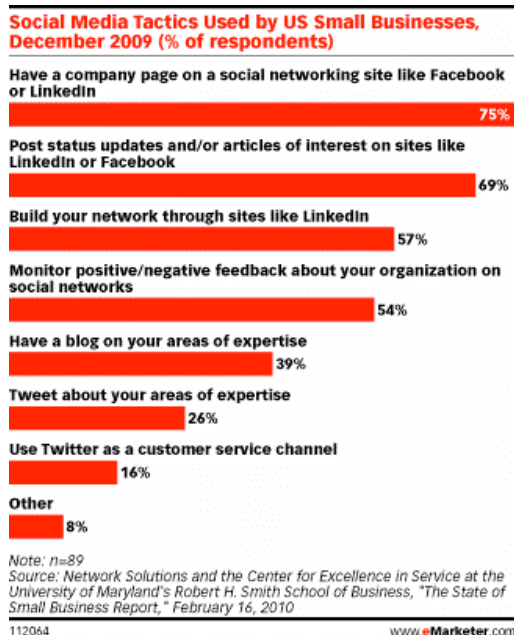 Social Media Tactics Used by US Small Businesses,
December 2009 (% of respondents)
Have a company page on a social networking site like Facebook
or LinkedIn
75%
Post status updates and/or articles of interest on sites like
LinkedIn or Facebook
69%
Build your network through sites like LinkedIn
57%
Monitor positive/negative feedback about your organization on
social networks
54%
Have a blog on your areas of expertise
39%
Tweet about your areas of expertise
26%
Use Twitter as a customer service channel
16%
Other
8%
Note: n=89
Source: Network Solutions and the Center for Excellence in Service at the
University of Maryland's Robert H. Smith School of Business, "The State of
Small Business Report," February 16, 2010
112064 www.eMarketer.com